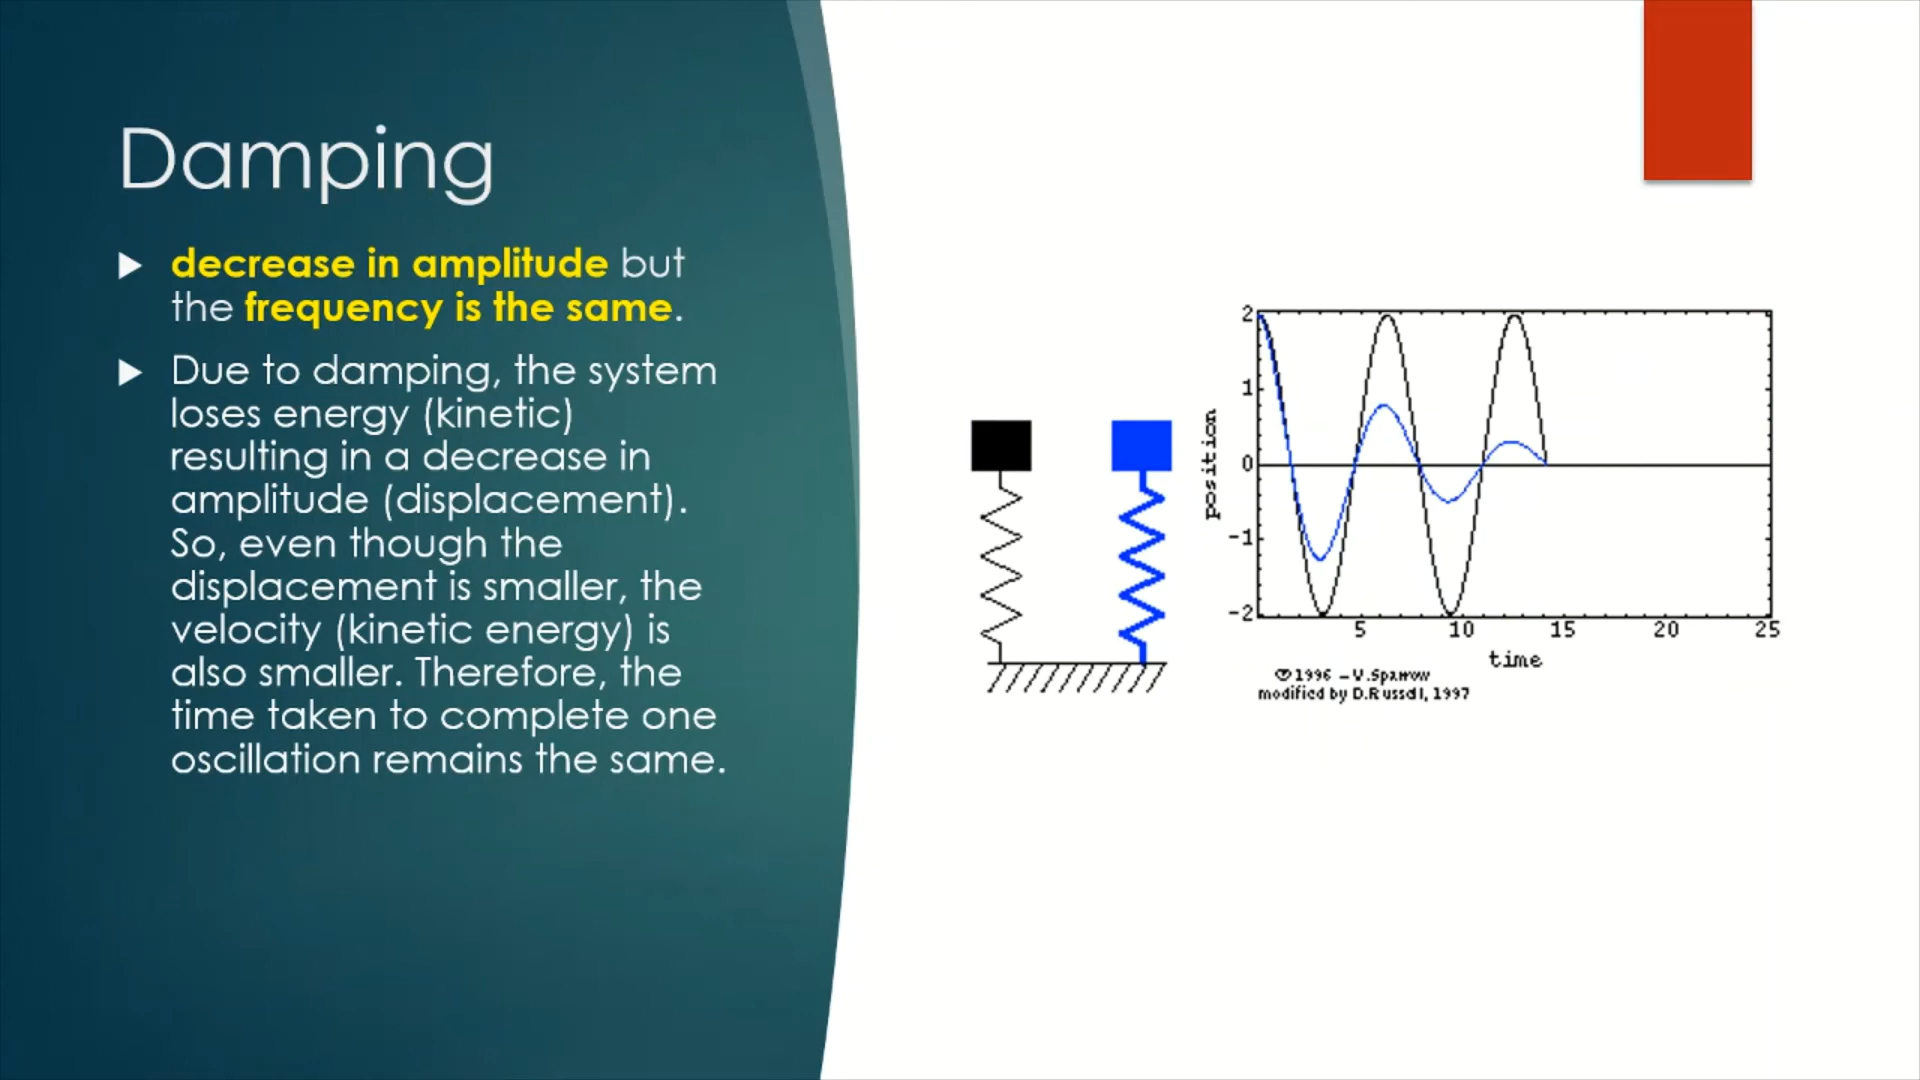 Damping
decrease in amplitude but
the frequency is the same.
Due to damping, the system
loses energy (kinetic)
resulting in a decrease in
amplitude (displacement).
So, even though the
displacement is smaller, the
velocity (kinetic energy) is
also smaller. Therefore, the
time taken to complete one
oscillation remains the same.
2
1
0
-1
-2
position
5 10 15 20 25
time
©1996 - V.Sparrow
modified by D.Russell, 1997